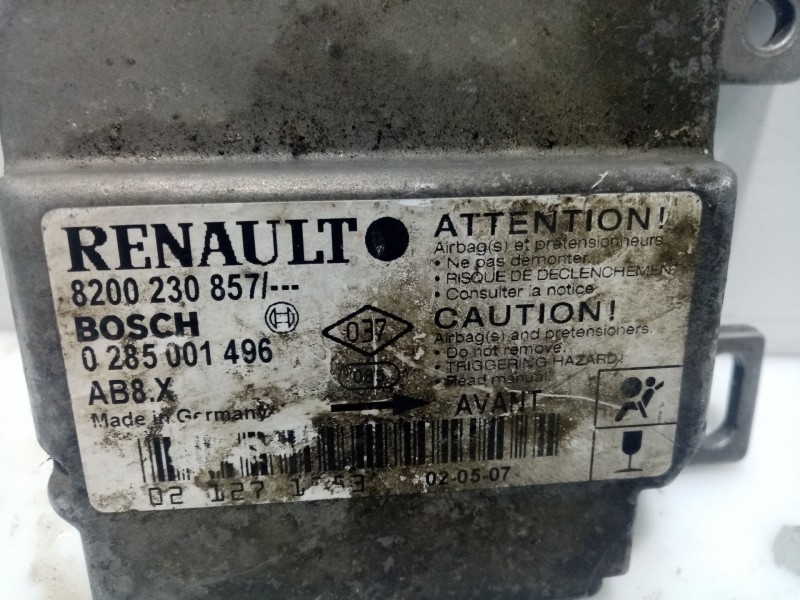 RENAULT
8200 230 857/---
BOSCH
0 285 001 496
AB8.X
Made in Germany
037
ATTENTION!
Airbag(s) et prétensionneurs
• Ne pas démonter
• RISQUE DE DECLENCHEMENT
• Consulter la notice
CAUTION!
Airbag(s) and pretensioners.
• Do not remove.
• TRIGGERING HAZARD!
• Read manual.
AVANT
02 127
02-05-07